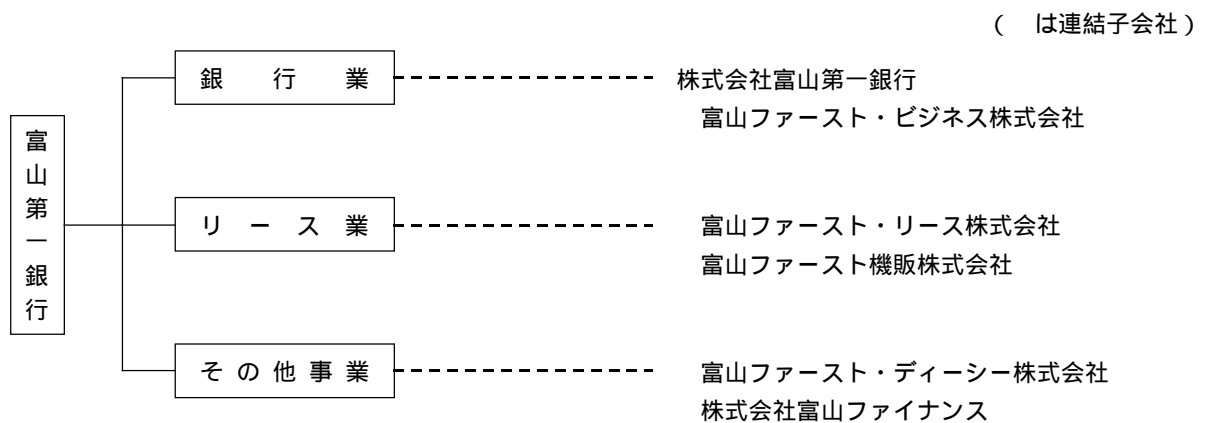 (　は連結子会社)
富山第一銀行
銀行業
株式会社富山第一銀行
富山ファースト・ビジネス株式会社
リース業
富山ファースト・リース株式会社
富山ファースト機販株式会社
その他事業
富山ファースト・ディーシー株式会社
株式会社富山ファイナンス